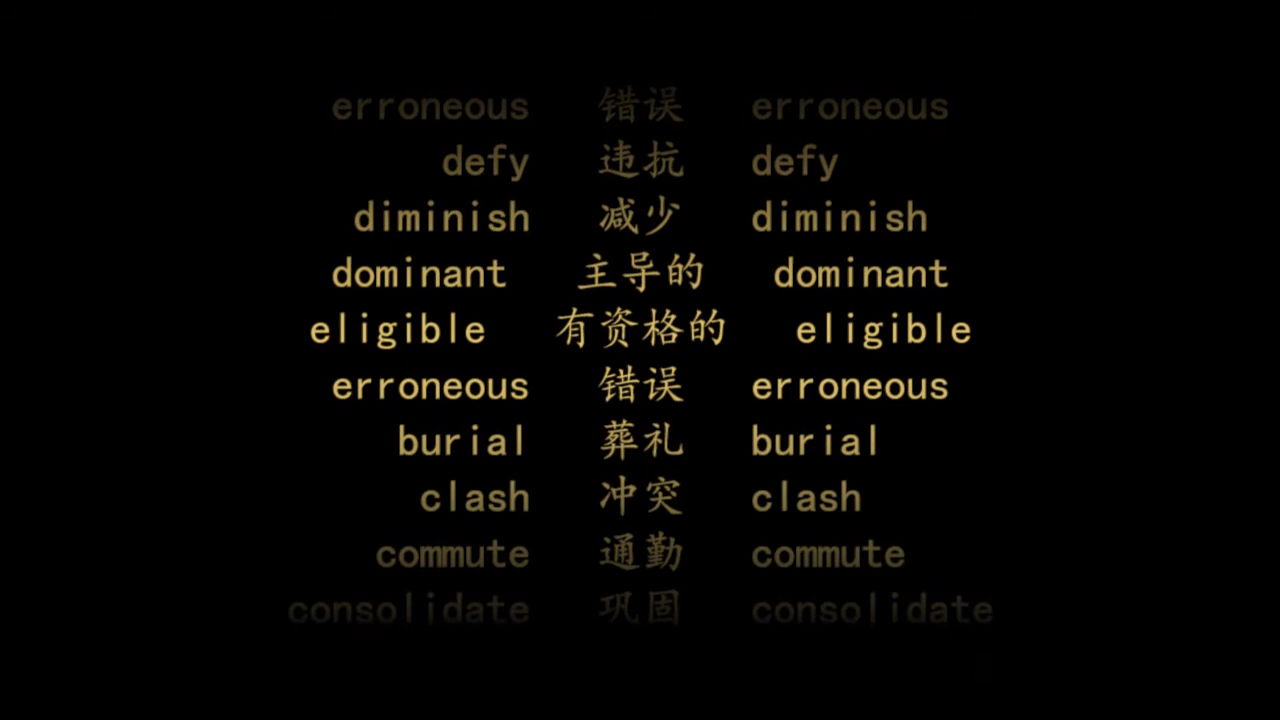 erroneous 错误 erroneous
defy 违抗 defy
diminish 减少 diminish
dominant 主导的 dominant
eligible 有资格的 eligible
erroneous 错误 erroneous
burial 葬礼 burial
clash 冲突 clash
commute 通勤 commute
consolidate 巩固 consolidate